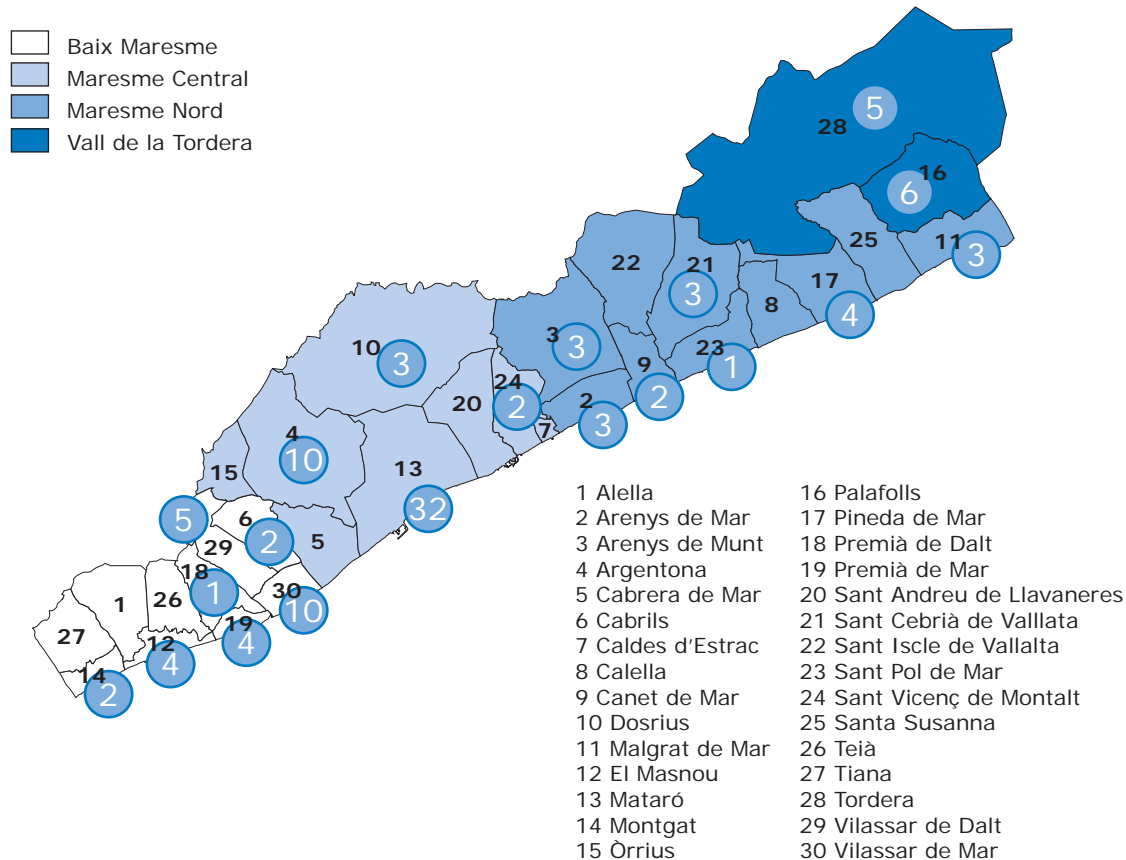 Baix Maresme
Maresme Central
Maresme Nord
Vall de la Tordera
5
28
16
6
25
11
3
22
21
3
17
8
4
3
3
23
1
10
3
9
2
24
2
20
2
3
7
4
10
13
15
32
5
6
2
5
29
18
1
30
10
1
26
19
4
27
12
4
14
2
1 Alella
2 Arenys de Mar
3 Arenys de Munt
4 Argentona
5 Cabrera de Mar
6 Cabrils
7 Caldes d'Estrac
8 Calella
9 Canet de Mar
10 Dosrius
11 Malgrat de Mar
12 El Masnou
13 Mataró
14 Montgat
15 Òrrius
16 Palafolls
17 Pineda de Mar
18 Premià de Dalt
19 Premià de Mar
20 Sant Andreu de Llavaneres
21 Sant Cebrià de Valllata
22 Sant Iscle de Vallalta
23 Sant Pol de Mar
24 Sant Vicenç de Montalt
25 Santa Susanna
26 Teià
27 Tiana
28 Tordera
29 Vilassar de Dalt
30 Vilassar de Mar